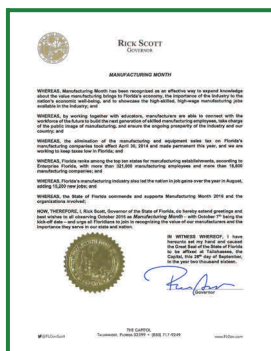 RICK SCOTT
GOVERNOR
MANUFACTURING MONTH
WHEREAS, Manufacturing Month has been recognized as an effective way to expand knowledge
about the value manufacturing brings to Florida's economy, the importance of the industry to the
nation's economic well-being, and to showcase the high-skilled, high-wage manufacturing jobs
available in the industry; and
WHEREAS, by working together with educators, manufacturers are able to connect with the
workforce of the future to build the next generation of skilled manufacturing employees, take charge
of the public image of manufacturing, and ensure the ongoing prosperity of the industry and our
country; and
WHEREAS, the elimination of the manufacturing and equipment sales tax on Florida's
manufacturing companies took effect April 30, 2014 and made permanent this year, and we are
working to keep taxes low in Florida; and
WHEREAS, Florida ranks among the top ten states for manufacturing establishments, according to
Enterprise Florida, with more than 331,000 manufacturing employees and more than
manufacturing companies; and
WHEREAS, Florida's manufacturing industry also led the nation in job gains over the year in August,
adding 15,200 new jobs; and
WHEREAS, the State of Florida commends and supports Manufacturing Month 2016 and the
organizations involved;
NOW, THEREFORE, I, Rick Scott, Governor of the State of Florida, do hereby extend greetings and
best wishes to all observing October 2016 as Manufacturing Month - with October 7th being the
kick-off date - and urge all Floridians to join in recognizing the value of our manufacturers and the
importance they serve in our state and nation.
IN WITNESS WHEREOF, I have
hereunto set my hand and caused
the Great Seal of the State of Florida
to be affixed at Tallahassee, the
Capital, this 28th day of September,
in the year two thousand sixteen.
Governor
THE CAPITOL
TALLAHASSEE, FLORIDA 32399 • (850) 717-9249
@FLGovScott
www.FLGov.com